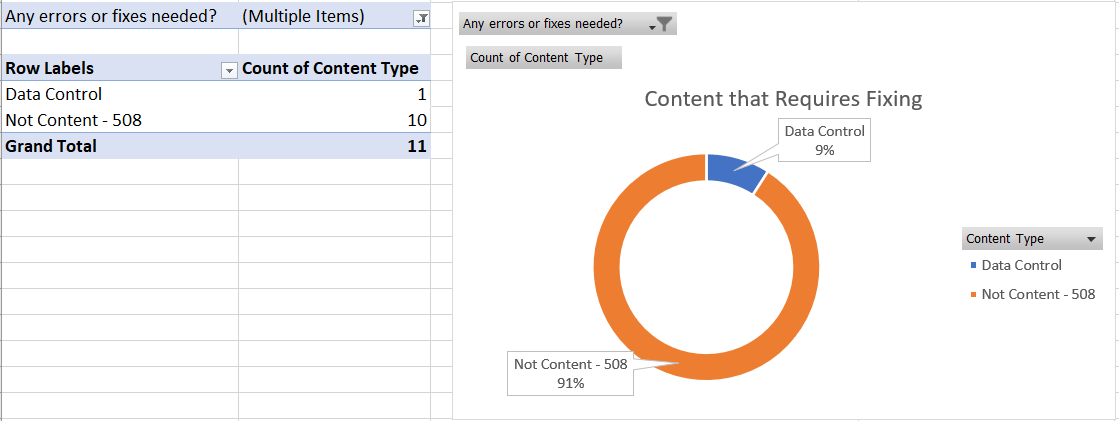 Any errors or fixes needed? (Multiple Items)
Row Labels Count of Content Type
Data Control 1
Not Content - 508 10
Grand Total 11
Any errors or fixes needed?
Count of Content Type
Content that Requires Fixing
Data Control
9%
Not Content - 508
91%
Content Type
Data Control
Not Content - 508